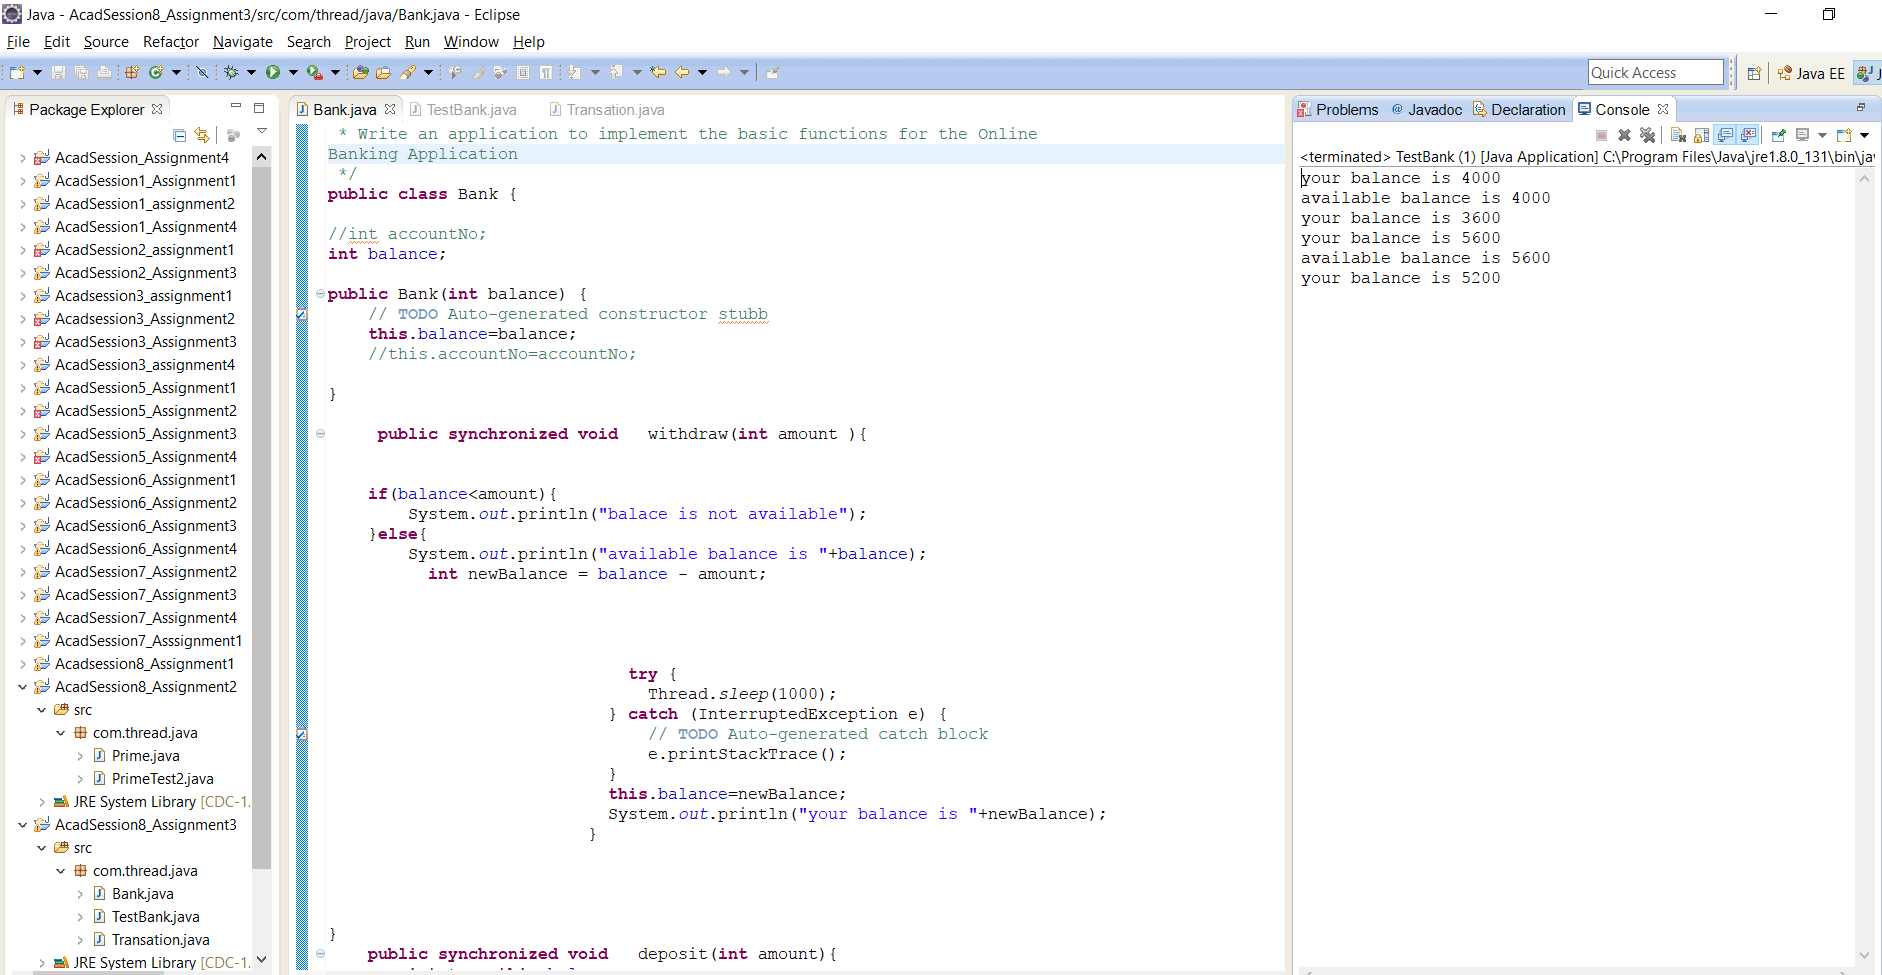 Java - AcadSession8_Assignment3/src/com/thread/java/Bank.java - Eclipse
File Edit Source Refactor Navigate Search Project Run Window Help
Quick Access
Java EE
Package Explorer
AcadSession_Assignment4
AcadSession1_Assignment1
AcadSession1_assignment2
AcadSession1_Assignment4
AcadSession2_assignment1
AcadSession2_Assignment3
Acadsession3_assignment1
Acadsession3_Assignment2
AcadSession3_Assignment3
AcadSession3_assignment4
AcadSession5_Assignment1
AcadSession5_Assignment2
AcadSession5_Assignment3
AcadSession5_Assignment4
AcadSession6_Assignment1
AcadSession6_Assignment2
AcadSession6_Assignment3
AcadSession6_Assignment4
AcadSession7_Assignment2
AcadSession7_Assignment3
AcadSession7_Assignment4
AcadSession7_Asssignment1
Acadsession8_Assignment1
AcadSession8_Assignment2
src
com.thread.java
Prime.java
PrimeTest2.java
JRE System Library [CDC-1.
AcadSession8_Assignment3
src
com.thread.java
Bank.java
TestBank.java
Transation.java
JRE System Library [CDC-1.
Bank.java TestBank.java Transation.java
* Write an application to implement the basic functions for the Online
Banking Application
*/
public class Bank {
//int accountNo;
int balance;
public Bank(int balance) {
// TODO Auto-generated constructor stubb
this.balance=balance;
//this.accountNo=accountNo;
}
public synchronized void withdraw(int amount ){
if(balance<amount){
System.out.println("balace is not available");
}else{
System.out.println("available balance is "+balance);
int newBalance = balance - amount;
try {
Thread.sleep(1000);
} catch (InterruptedException e) {
// TODO Auto-generated catch block
e.printStackTrace();
}
this.balance=newBalance;
System.out.println("your balance is "+newBalance);
}
}
public synchronized void deposit(int amount){
Problems @ Javadoc Declaration Console
<terminated> TestBank (1) [Java Application] C:\Program Files\Java\jre1.8.0_131\bin\jav
your balance is 4000
available balance is 4000
your balance is 3600
your balance is 5600
available balance is 5600
your balance is 5200